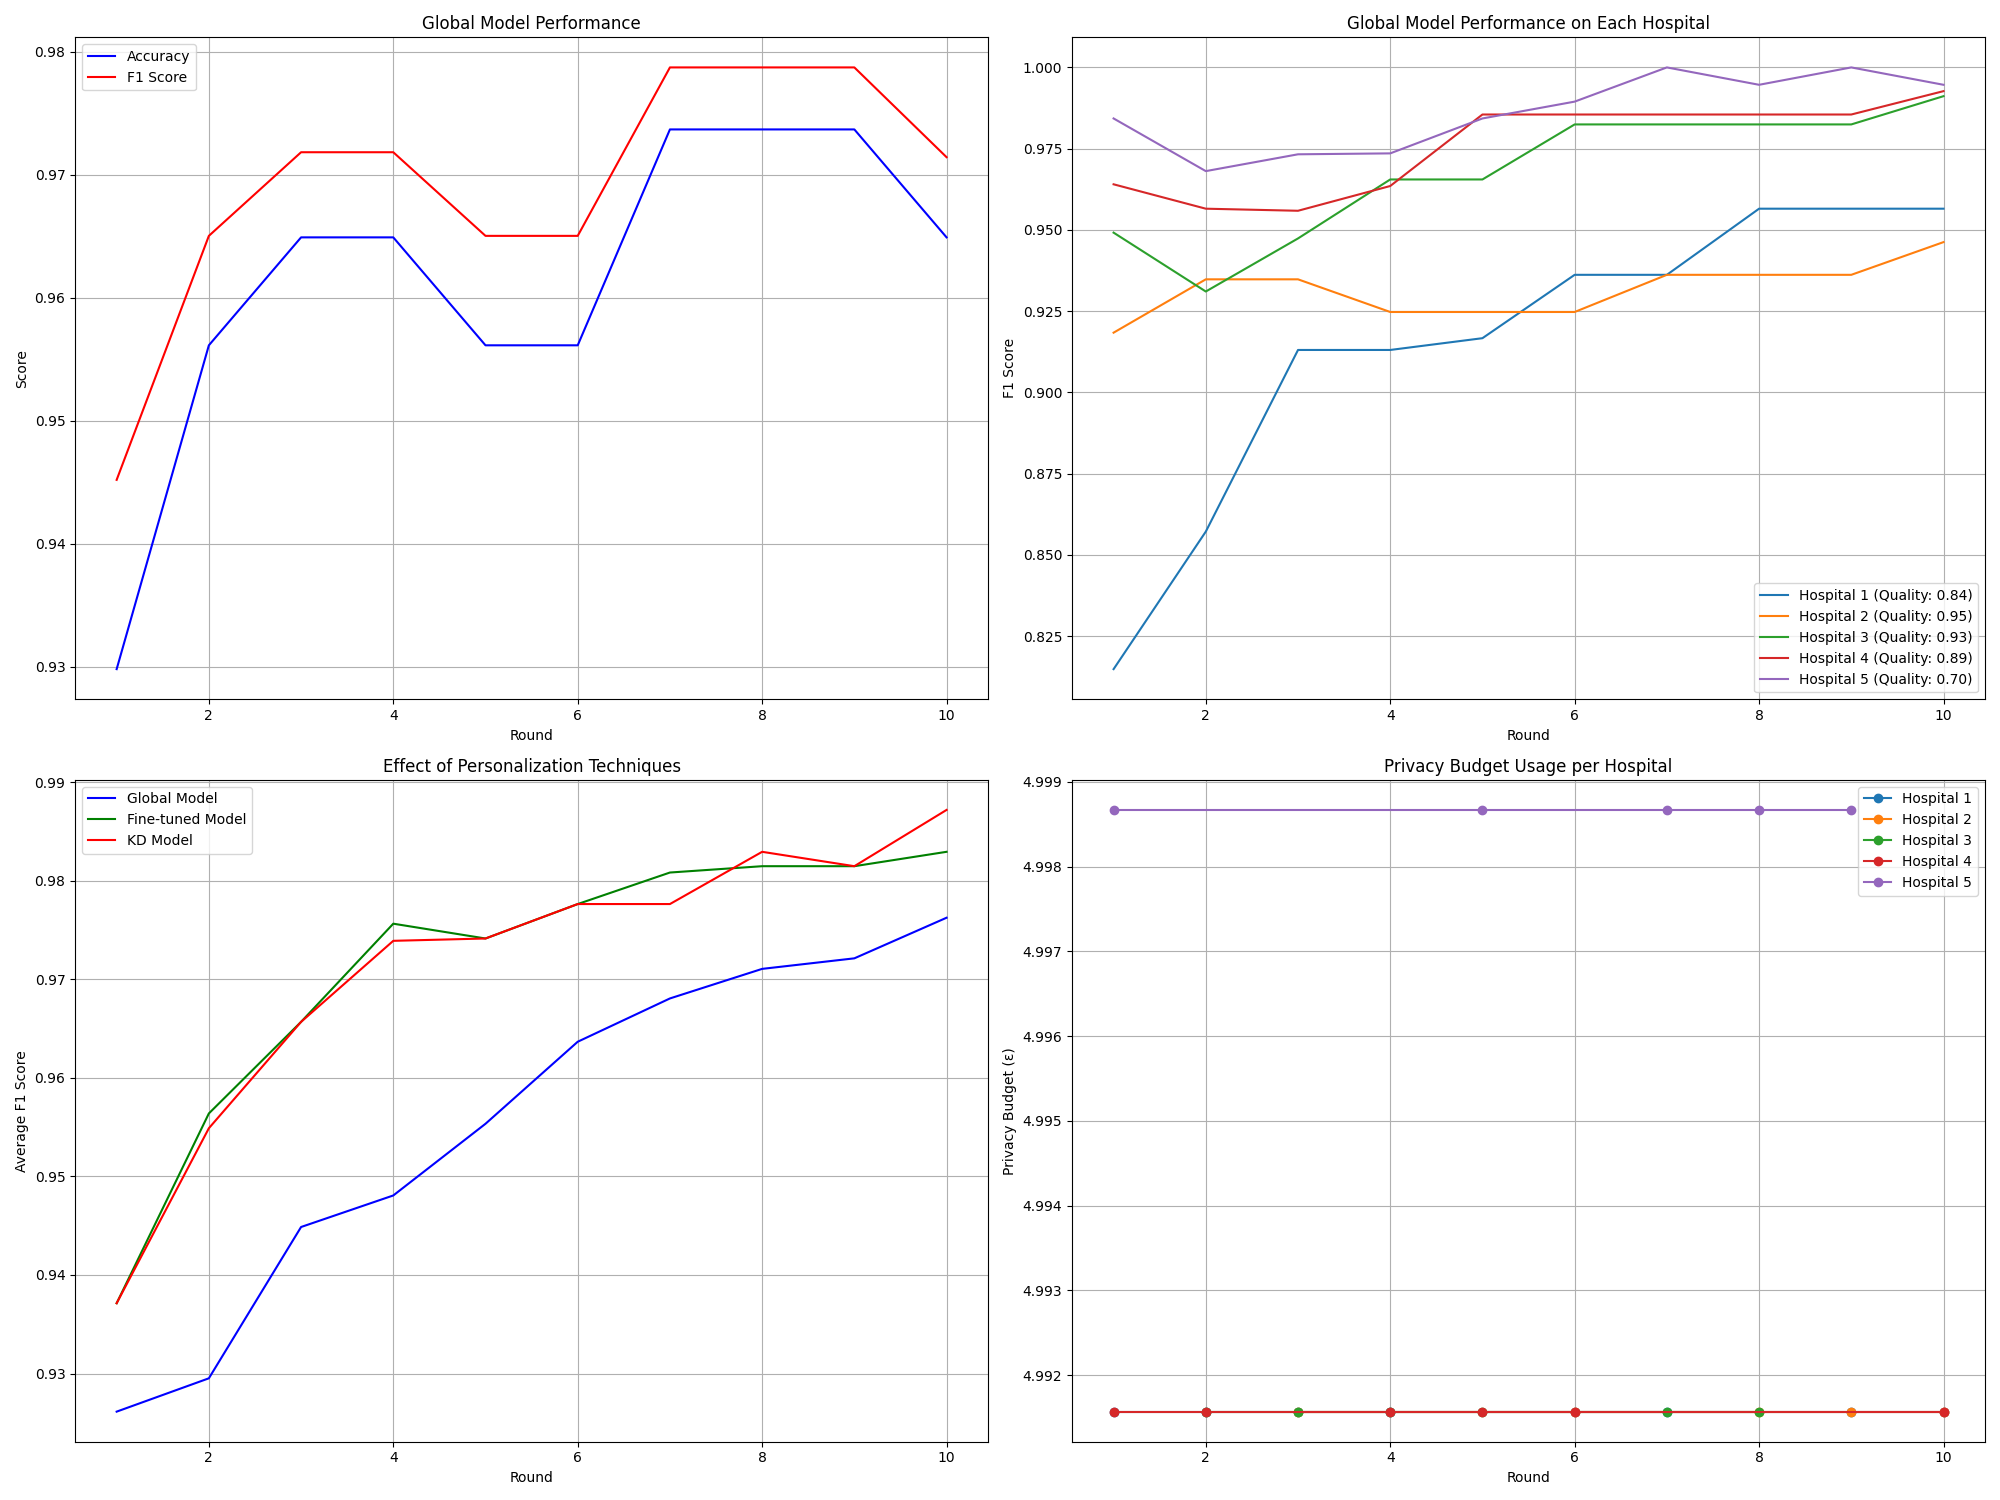 Global Model Performance
Accuracy
F1 Score
0.98
0.97
0.96
0.95
0.94
0.93
Score
2 4 6 8 10
Round
Global Model Performance on Each Hospital
1.000
0.975
0.950
0.925
0.900
0.875
0.850
0.825
F1 Score
Hospital 1 (Quality: 0.84)
Hospital 2 (Quality: 0.95)
Hospital 3 (Quality: 0.93)
Hospital 4 (Quality: 0.89)
Hospital 5 (Quality: 0.70)
2 4 6 8 10
Round
Effect of Personalization Techniques
Global Model
Fine-tuned Model
KD Model
0.99
0.98
0.97
0.96
0.95
0.94
0.93
Average F1 Score
2 4 6 8 10
Round
Privacy Budget Usage per Hospital
Hospital 1
Hospital 2
Hospital 3
Hospital 4
Hospital 5
4.999
4.998
4.997
4.996
4.995
4.994
4.993
4.992
Privacy Budget (ε)
2 4 6 8 10
Round